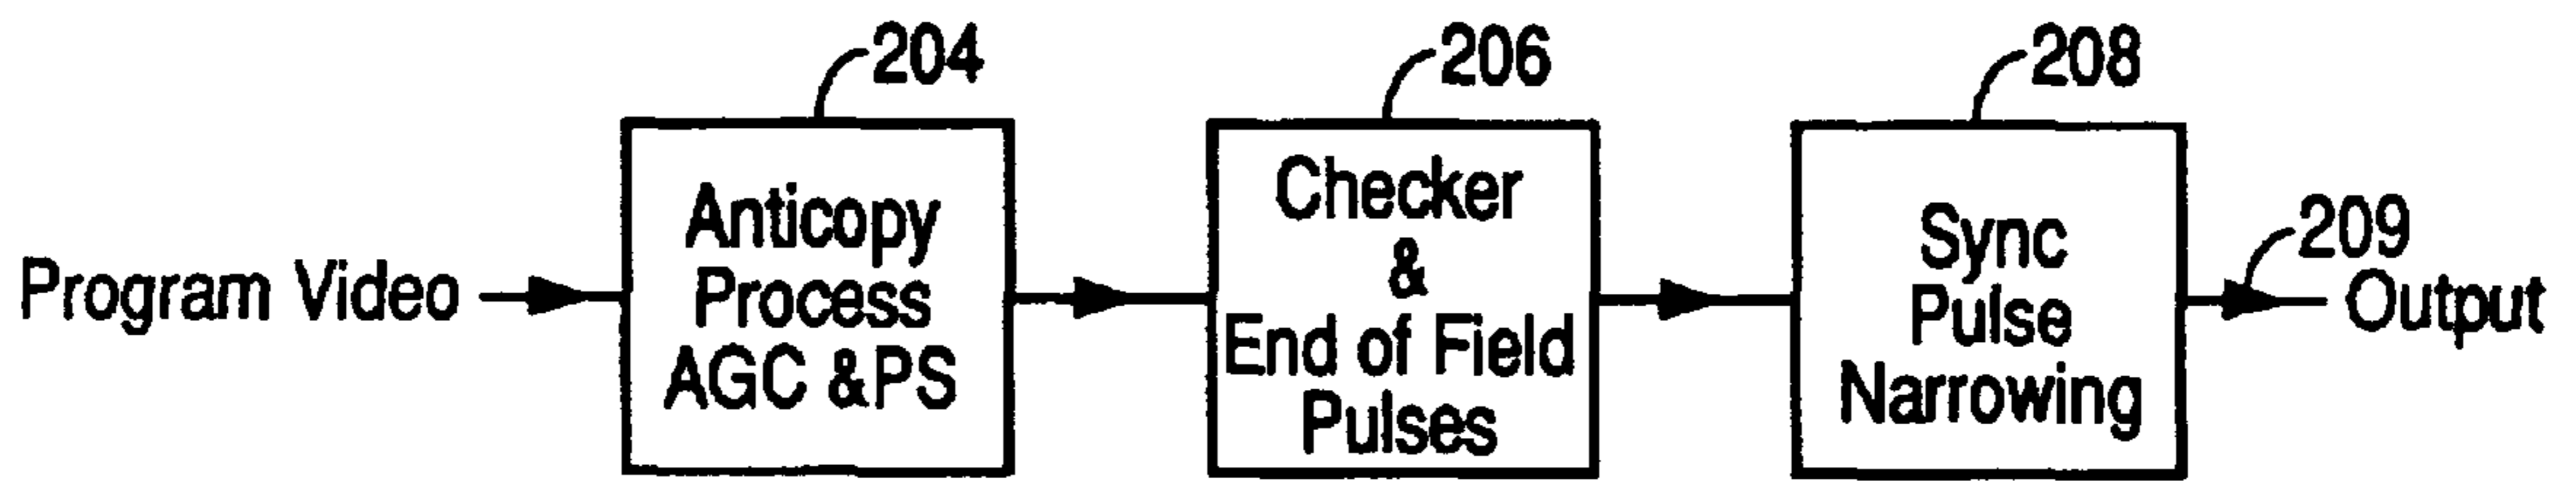 204
206
208
Program Video
Anticopy
Process
AGC &PS
Checker
&
End of Field
Pulses
Sync
Pulse
Narrowing
209
Output